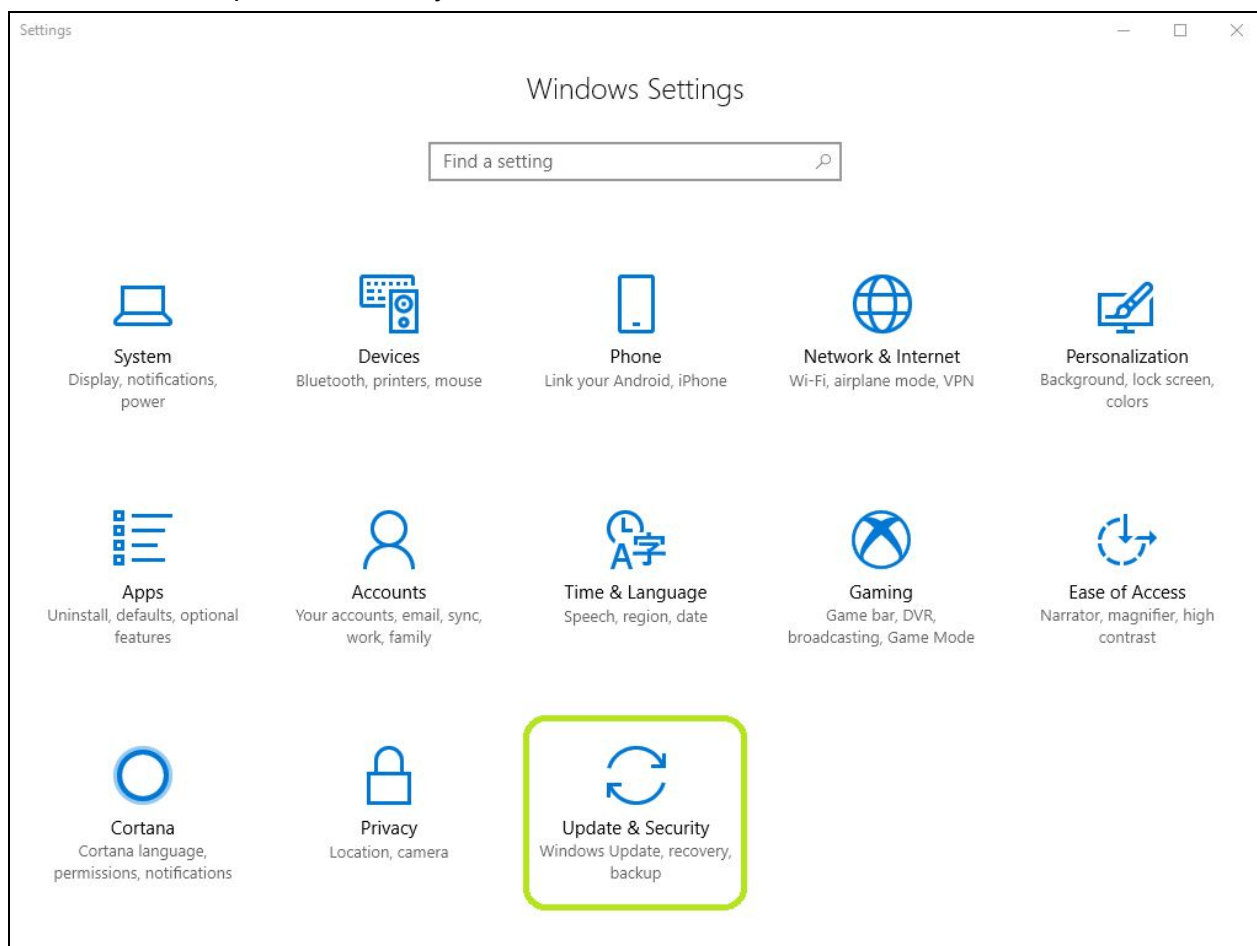 Settings
Windows Settings
Find a setting
System
Display, notifications,
power
Devices
Bluetooth, printers, mouse
Phone
Link your Android, iPhone
Network & Internet
Wi-Fi, airplane mode, VPN
Personalization
Background, lock screen,
colors
Apps
Uninstall, defaults, optional
features
Accounts
Your accounts, email, sync,
work, family
A字
Time & Language
Speech, region, date
Gaming
Game bar, DVR,
broadcasting, Game Mode
Ease of Access
Narrator, magnifier, high
contrast
Cortana
Cortana language,
permissions, notifications
Privacy
Location, camera
Update & Security
Windows Update, recovery,
backup